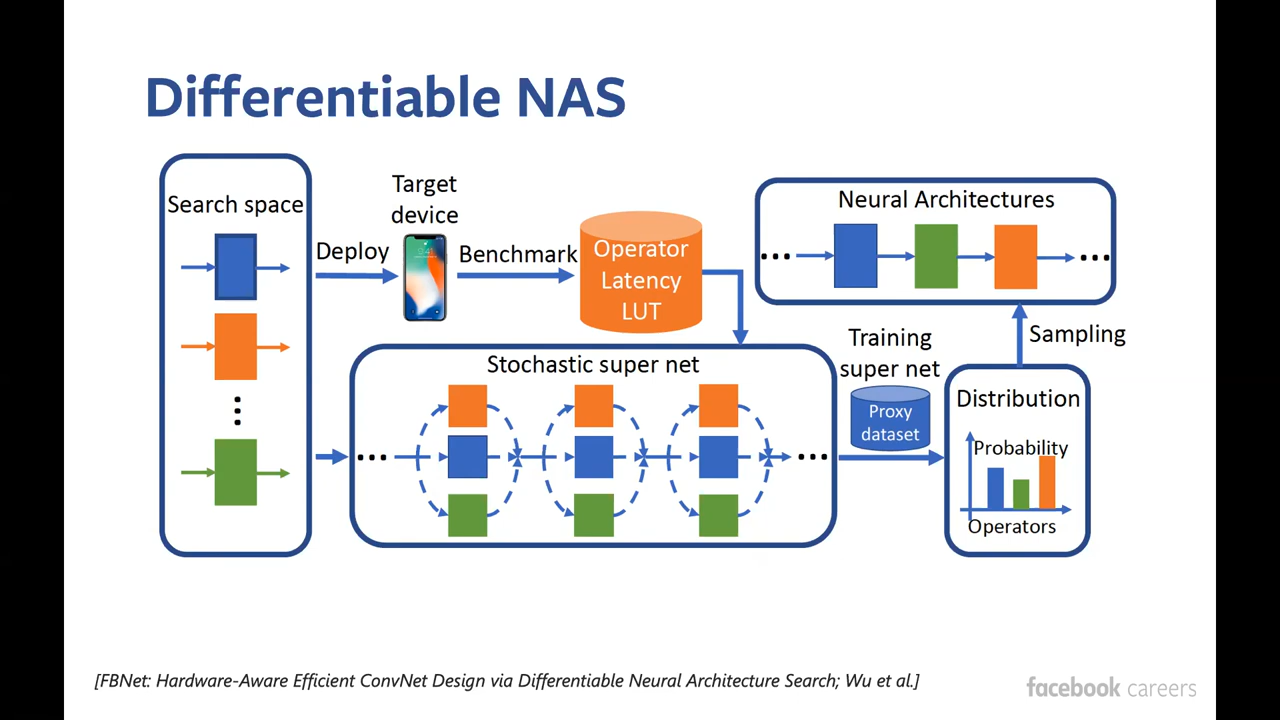 Differentiable NAS
Search space
Deploy
Target
device
Benchmark
Operator
Latency
LUT
Stochastic super net
Training
super net
Proxy
dataset
Distribution
Probability
Operators
Sampling
Neural Architectures
[FBNet: Hardware-Aware Efficient ConvNet Design via Differentiable Neural Architecture Search; Wu et al.]
facebook careers